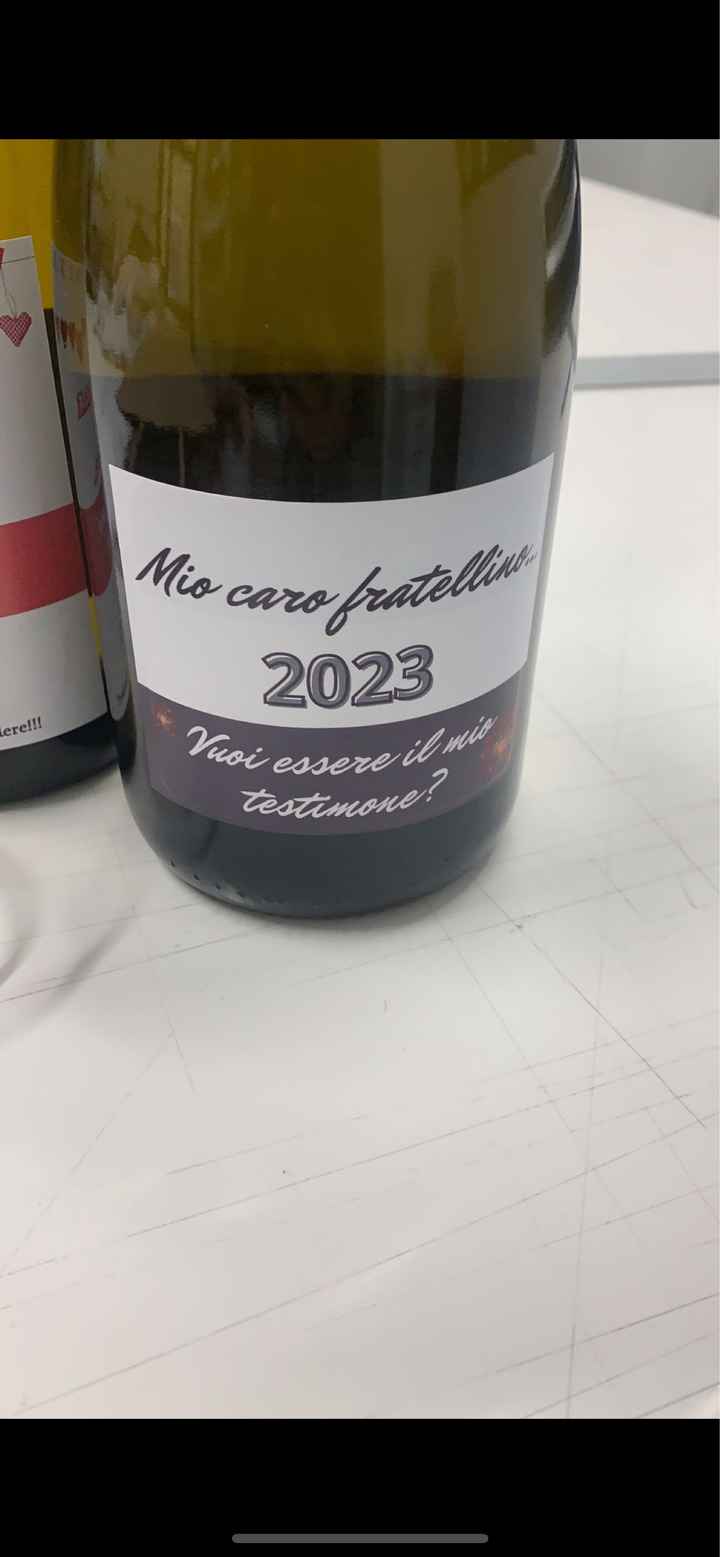 Mio caro fratellino...
2023
Vuoi essere il mio
testimone?